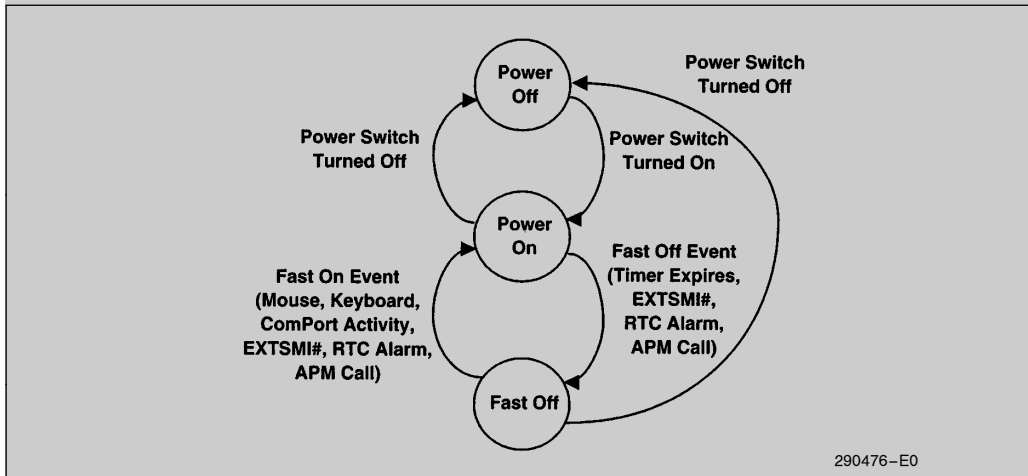 Power
Off
Power Switch
Turned Off
Power Switch
Turned Off
Power Switch
Turned On
Power
On
Fast On Event
(Mouse, Keyboard,
ComPort Activity,
EXTSMI#, RTC Alarm,
APM Call)
Fast Off Event
(Timer Expires,
EXTSMI#,
RTC Alarm,
APM Call)
Fast Off
290476–E0